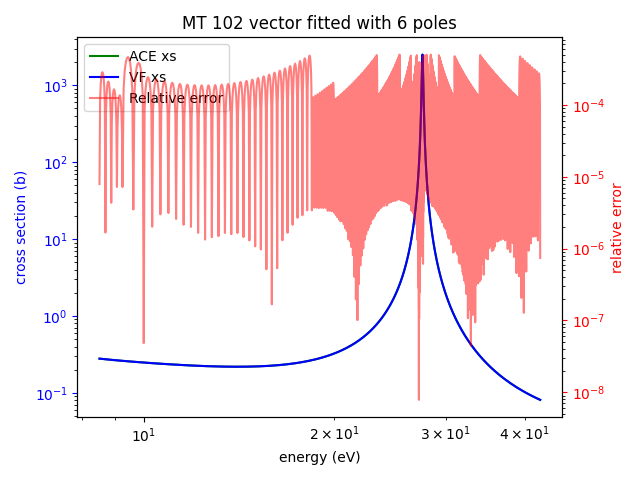 MT 102 vector fitted with 6 poles
ACE xs
VF xs
Relative error
cross section (b)
10³
10²
10¹
10⁰
10⁻¹
10⁻⁴
10⁻⁵
10⁻⁶
10⁻⁷
10⁻⁸
relative error
10¹
2 × 10¹
3 × 10¹
4 × 10¹
energy (eV)